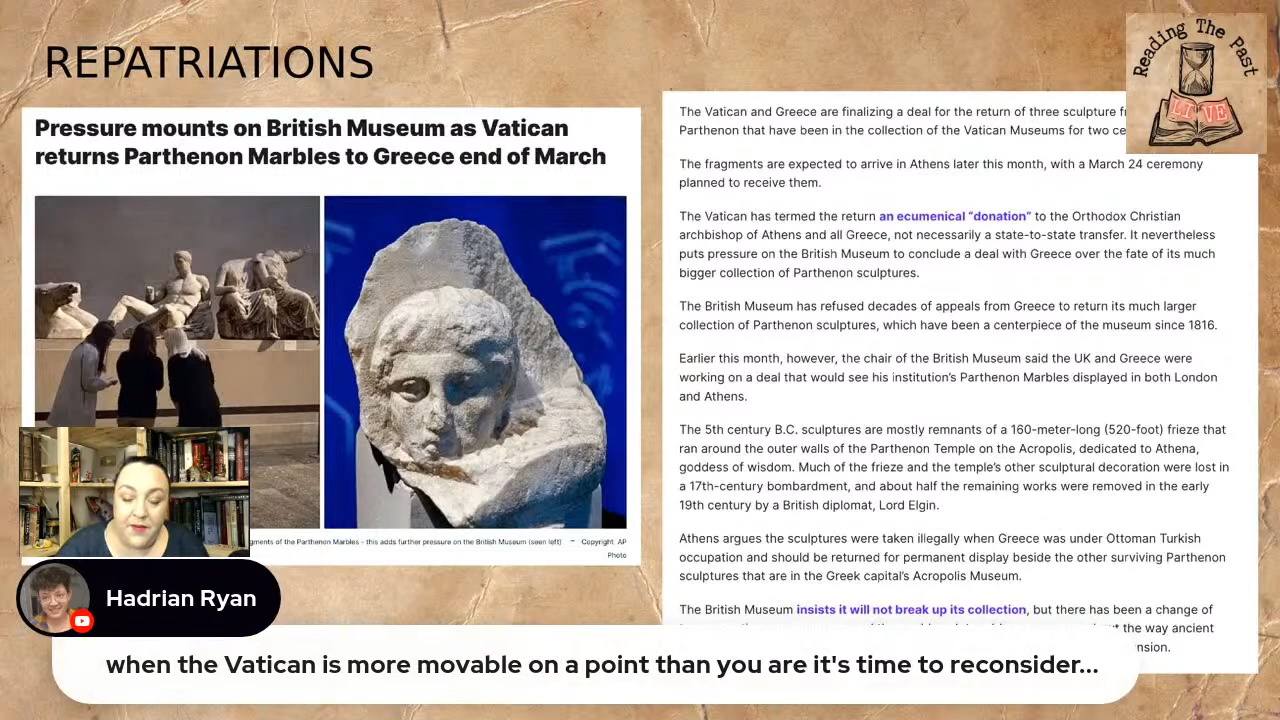 REPATRIATIONS
Reading The Past
LIVE
Pressure mounts on British Museum as Vatican
returns Parthenon Marbles to Greece end of March
gments of the Parthenon Marbles - this adds further pressure on the British Museum (seen left) – Copyright AP
Photo
The Vatican and Greece are finalizing a deal for the return of three sculpture
Parthenon that have been in the collection of the Vatican Museums for two
The fragments are expected to arrive in Athens later this month, with a March 24 ceremony
planned to receive them.
The Vatican has termed the return an ecumenical “donation” to the Orthodox Christian
archbishop of Athens and all Greece, not necessarily a state-to-state transfer. It nevertheless
puts pressure on the British Museum to conclude a deal with Greece over the fate of its much
bigger collection of Parthenon sculptures.
The British Museum has refused decades of appeals from Greece to return its much larger
collection of Parthenon sculptures, which have been a centerpiece of the museum since 1816.
Earlier this month, however, the chair of the British Museum said the UK and Greece were
working on a deal that would see his institution’s Parthenon Marbles displayed in both London
and Athens.
The 5th century B.C. sculptures are mostly remnants of a 160-meter-long (520-foot) frieze that
ran around the outer walls of the Parthenon Temple on the Acropolis, dedicated to Athena,
goddess of wisdom. Much of the frieze and the temple’s other sculptural decoration were lost in
a 17th-century bombardment, and about half the remaining works were removed in the early
19th century by a British diplomat, Lord Elgin.
Athens argues the sculptures were taken illegally when Greece was under Ottoman Turkish
occupation and should be returned for permanent display beside the other surviving Parthenon
sculptures that are in the Greek capital’s Acropolis Museum.
The British Museum insists it will not break up its collection, but there has been a change of
the way ancient
nsion.
Hadrian Ryan
when the Vatican is more movable on a point than you are it's time to reconsider...